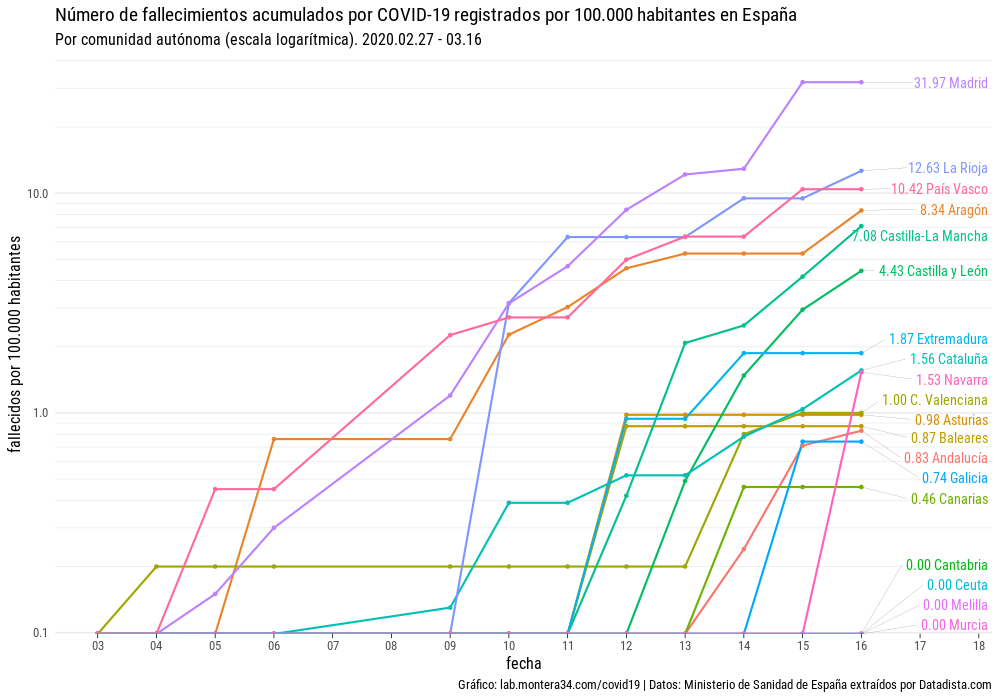 Número de fallecimientos acumulados por COVID-19 registrados por 100.000 habitantes en España
Por comunidad autónoma (escala logarítmica). 2020.02.27 - 03.16
fallecidos por 100.000 habitantes
10.0
1.0
0.1
31.97 Madrid
12.63 La Rioja
10.42 País Vasco
8.34 Aragón
7.08 Castilla-La Mancha
4.43 Castilla y León
1.87 Extremadura
1.56 Cataluña
1.53 Navarra
1.00 C. Valenciana
0.98 Asturias
0.87 Baleares
0.83 Andalucía
0.74 Galicia
0.46 Canarias
0.00 Cantabria
0.00 Ceuta
0.00 Melilla
0.00 Murcia
03 04 05 06 07 08 09 10 11 12 13 14 15 16 17 18
fecha
Gráfico: lab.montera34.com/covid19 | Datos: Ministerio de Sanidad de España extraídos por Datadista.com